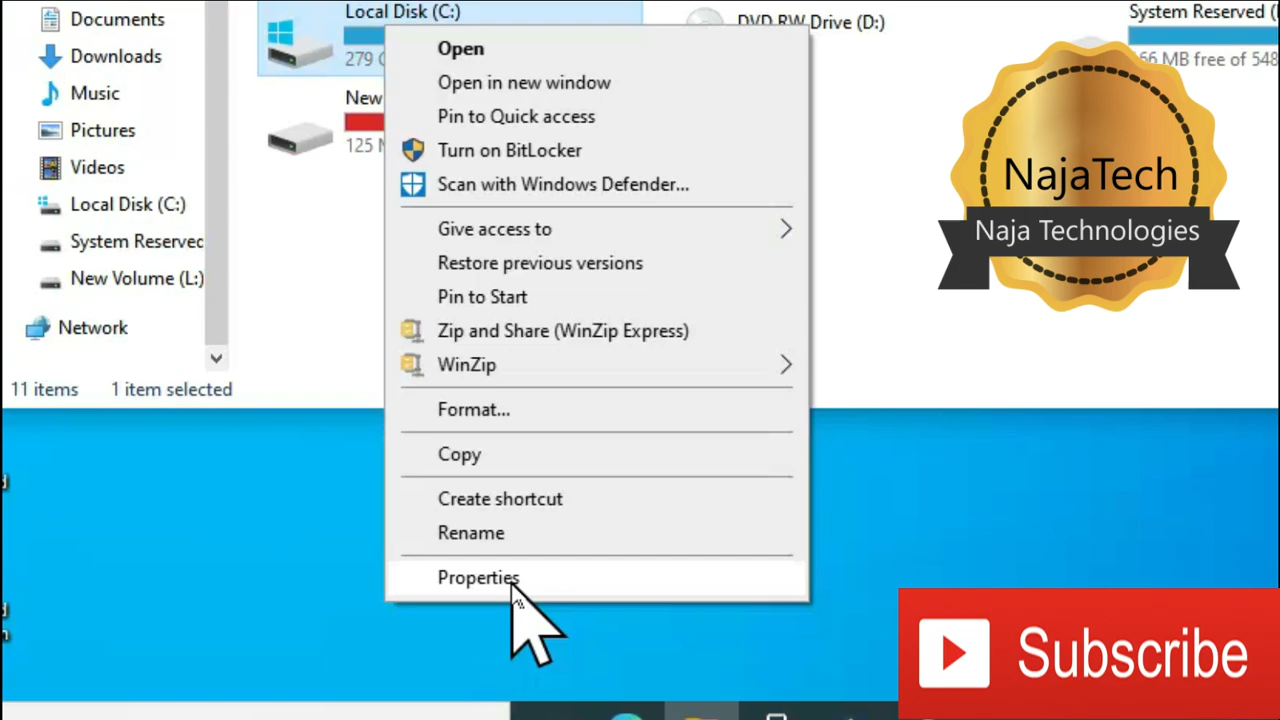 Documents
Downloads
Music
Pictures
Videos
Local Disk (C:)
System Reserved
New Volume (L:)
Network
11 items 1 item selected
Local Disk (C:)
279
New
125
DVD RW Drive (D:)
System Reserved (
MB free of 548
Open
Open in new window
Pin to Quick access
Turn on BitLocker
Scan with Windows Defender...
Give access to
Restore previous versions
Pin to Start
Zip and Share (WinZip Express)
WinZip
Format...
Copy
Create shortcut
Rename
Properties
NajaTech
Naja Technologies
Subscribe